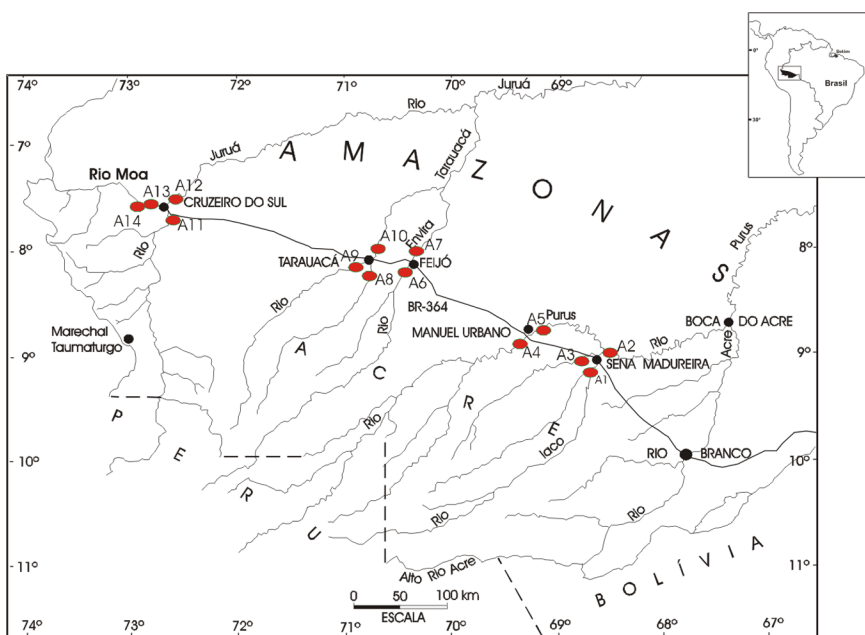 0°
Belém
Brasil
10°
74°
73°
72°
71°
70°
69°
68°
Juruá
Rio
Juruá
Tarauacá
A M A Z O N A S
7°
7°
Rio Moa
A13
A12
CRUZEIRO DO SUL
A14
A11
Rio
Purus
8°
8°
A10
Envira
A7
A9
TARAUACÁ
FEIJÓ
A8
A6
Rio
Rio
BR-364
A5
Purus
BOCA
DO ACRE
MANUEL URBANO
A4
A3
A2
Rio
SENA MADUREIRA
A1
Acre
Marechal
Taumaturgo
9°
9°
A C R E
Rio
Iaco
P E R U
10°
10°
RIO
BRANCO
Rio
Rio
11°
11°
Alto Rio Acre
BOLÍVIA
0
50
100 km
ESCALA
74°
73°
72°
71°
70°
69°
68°
67°